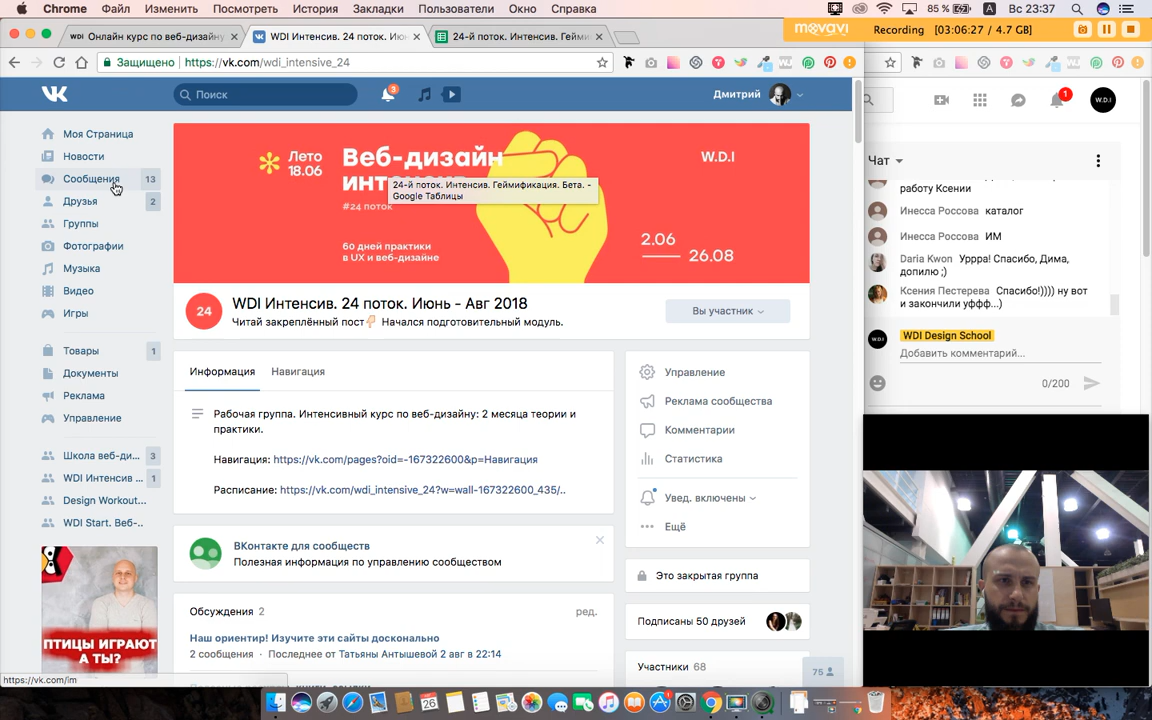 Chrome Файл Изменить Посмотреть История Закладки Пользователи Окно Справка 85 % A Вс 23:37
WDI Онлайн курс по веб-дизайну
WDI Интенсив. 24 поток. Июн
24-й поток. Интенсив. Гейми
movavi
Recording [03:06:27 / 4.7 GB]
Защищено https://vk.com/wdi_intensive_24
Поиск
3
Дмитрий
Моя Страница
Новости
Сообщения 13
Друзья 2
Группы
Фотографии
Музыка
Видео
Игры
Товары 1
Документы
Реклама
Управление
Школа веб-ди... 3
WDI Интенсив ... 1
Design Workout...
WDI Start. Веб-..
ПТИЦЫ ИГРАЮТ
А ТЫ?
https://vk.com/im
Лето
18.06
Веб-дизайн
интенсив
#24 поток
24-й поток. Интенсив. Геймификация. Бета. -
Google Таблицы
60 дней практики
в UX и веб-дизайне
W.D.I
2.06
26.08
24
WDI Интенсив. 24 поток. Июнь - Авг 2018
Читай закреплённый пост👇🏻 Начался подготовительный модуль.
Вы участник
Информация Навигация
Рабочая группа. Интенсивный курс по веб-дизайну: 2 месяца теории и
практики.
Навигация: https://vk.com/pages?oid=-167322600&p=Навигация
Расписание: https://vk.com/wdi_intensive_24?w=wall-167322600_435/..
ВКонтакте для сообществ
Полезная информация по управлению сообществом
Обсуждения 2 ред.
Наш ориентир! Изучите эти сайты досконально
2 сообщения · Последнее от Татьяны Антышевой 2 авг в 22:14
Управление
Реклама сообщества
Комментарии
Статистика
Увед. включены
Ещё
Это закрытая группа
Подписаны 50 друзей
Участники 68
75
1
W.D.I
Чат
работу Ксении
Инесса Россова каталог
Инесса Россова ИМ
Daria Kwon Урррa! Спасибо, Дима,
допилю ;)
Ксения Пестерева Спасибо!)))) ну вот
и закончили уффф...)
W.D.I
WDI Design School
Добавить комментарий...
0/200